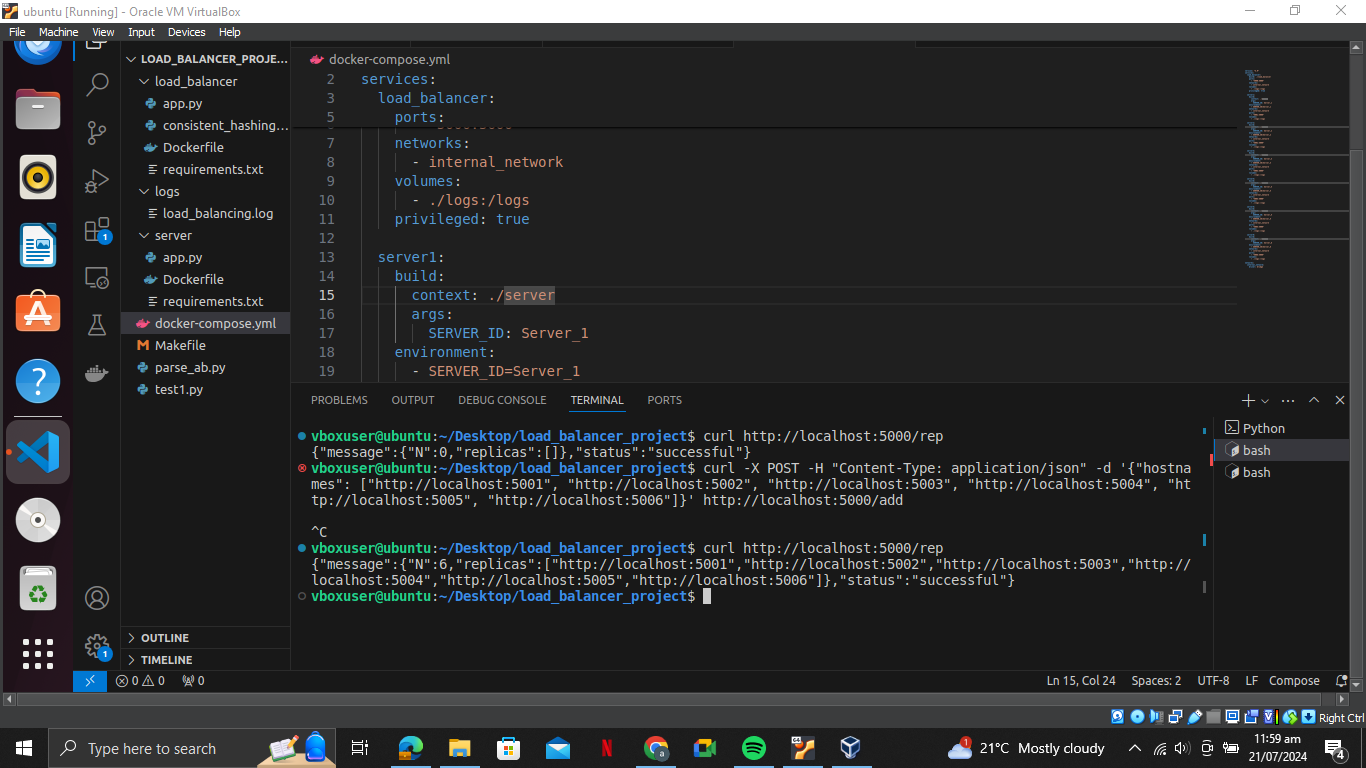 ubuntu [Running] - Oracle VM VirtualBox
File Machine View Input Devices Help
LOAD_BALANCER_PROJE...
load_balancer
app.py
consistent_hashing...
Dockerfile
requirements.txt
logs
load_balancing.log
server
app.py
Dockerfile
requirements.txt
docker-compose.yml
Makefile
parse_ab.py
test1.py
OUTLINE
TIMELINE
1
1
docker-compose.yml
2 services:
3 load_balancer:
5 ports:
7 networks:
8 - internal_network
9 volumes:
10 - ./logs:/logs
11 privileged: true
12
13 server1:
14 build:
15 context: ./server
16 args:
17 SERVER_ID: Server_1
18 environment:
19 - SERVER_ID=Server_1
PROBLEMS OUTPUT DEBUG CONSOLE TERMINAL PORTS
vboxuser@ubuntu:~/Desktop/load_balancer_project$ curl http://localhost:5000/rep
{"message":{"N":0,"replicas":[]},"status":"successful"}
vboxuser@ubuntu:~/Desktop/load_balancer_project$ curl -X POST -H "Content-Type: application/json" -d '{"hostna
mes": ["http://localhost:5001", "http://localhost:5002", "http://localhost:5003", "http://localhost:5004", "ht
tp://localhost:5005", "http://localhost:5006"]}' http://localhost:5000/add
^C
vboxuser@ubuntu:~/Desktop/load_balancer_project$ curl http://localhost:5000/rep
{"message":{"N":6,"replicas":["http://localhost:5001","http://localhost:5002","http://localhost:5003","http://
localhost:5004","http://localhost:5005","http://localhost:5006"]},"status":"successful"}
vboxuser@ubuntu:~/Desktop/load_balancer_project$
Python
bash
bash
0 0 0 Ln 15, Col 24 Spaces: 2 UTF-8 LF Compose
Right Ctrl
Type here to search
1 21°C Mostly cloudy
11:59 am
21/07/2024
4